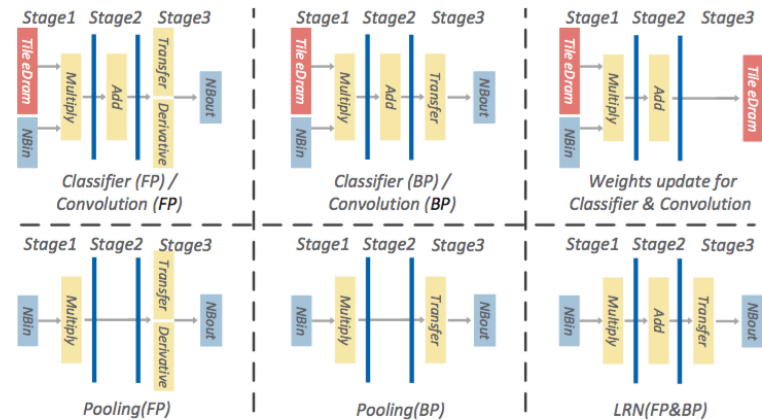 Stage1 Stage2 Stage3
Tile eDram
NBin
Multiply
Add
Transfer
Derivative
NBout
Classifier (FP) /
Convolution (FP)
Stage1 Stage2 Stage3
Tile eDram
NBin
Multiply
Add
Transfer
NBout
Classifier (BP) /
Convolution (BP)
Stage1 Stage2 Stage3
Tile eDram
NBin
Multiply
Add
Tile eDram
Weights update for
Classifier & Convolution
Stage1 Stage2 Stage3
NBin
Multiply
Transfer
Derivative
NBout
Pooling(FP)
Stage1 Stage2 Stage3
NBin
Multiply
Transfer
NBout
Pooling(BP)
Stage1 Stage2 Stage3
NBin
Multiply
Add
Transfer
NBout
LRN(FP&BP)